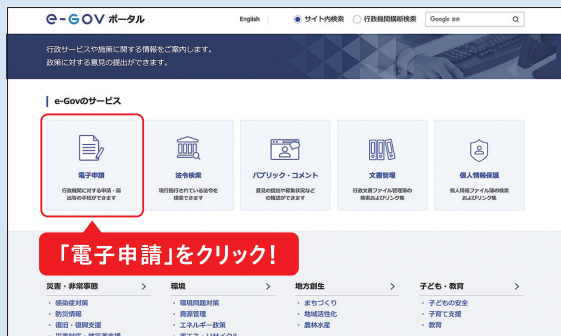 e-GOV ポータル
English
サイト内検索
行政機関横断検索
Google 検索
行政サービスや施策に関する情報をご案内します。
政策に対する意見の提出ができます。
e-Govのサービス
電子申請
行政機関に対する申請・届
出等の手続ができます
法令検索
現行施行されている法令を
検索できます
パブリック・コメント
意見の提出や募集状況など
の確認ができます
文書管理
行政文書ファイル管理簿の
検索およびリンク集
個人情報保護
個人情報ファイル簿の検索
およびリンク集
「電子申請」をクリック!
災害・非常事態
・ 感染症対策
・ 防災情報
・ 復旧・復興支援
環境
・ 環境問題対策
・ 資源管理
・ エネルギー政策
・ 省エネ・リサイクル
地方創生
・ まちづくり
・ 地域活性化
・ 農林水産
子ども・教育
・ 子どもの安全
・ 子育て支援
・ 教育